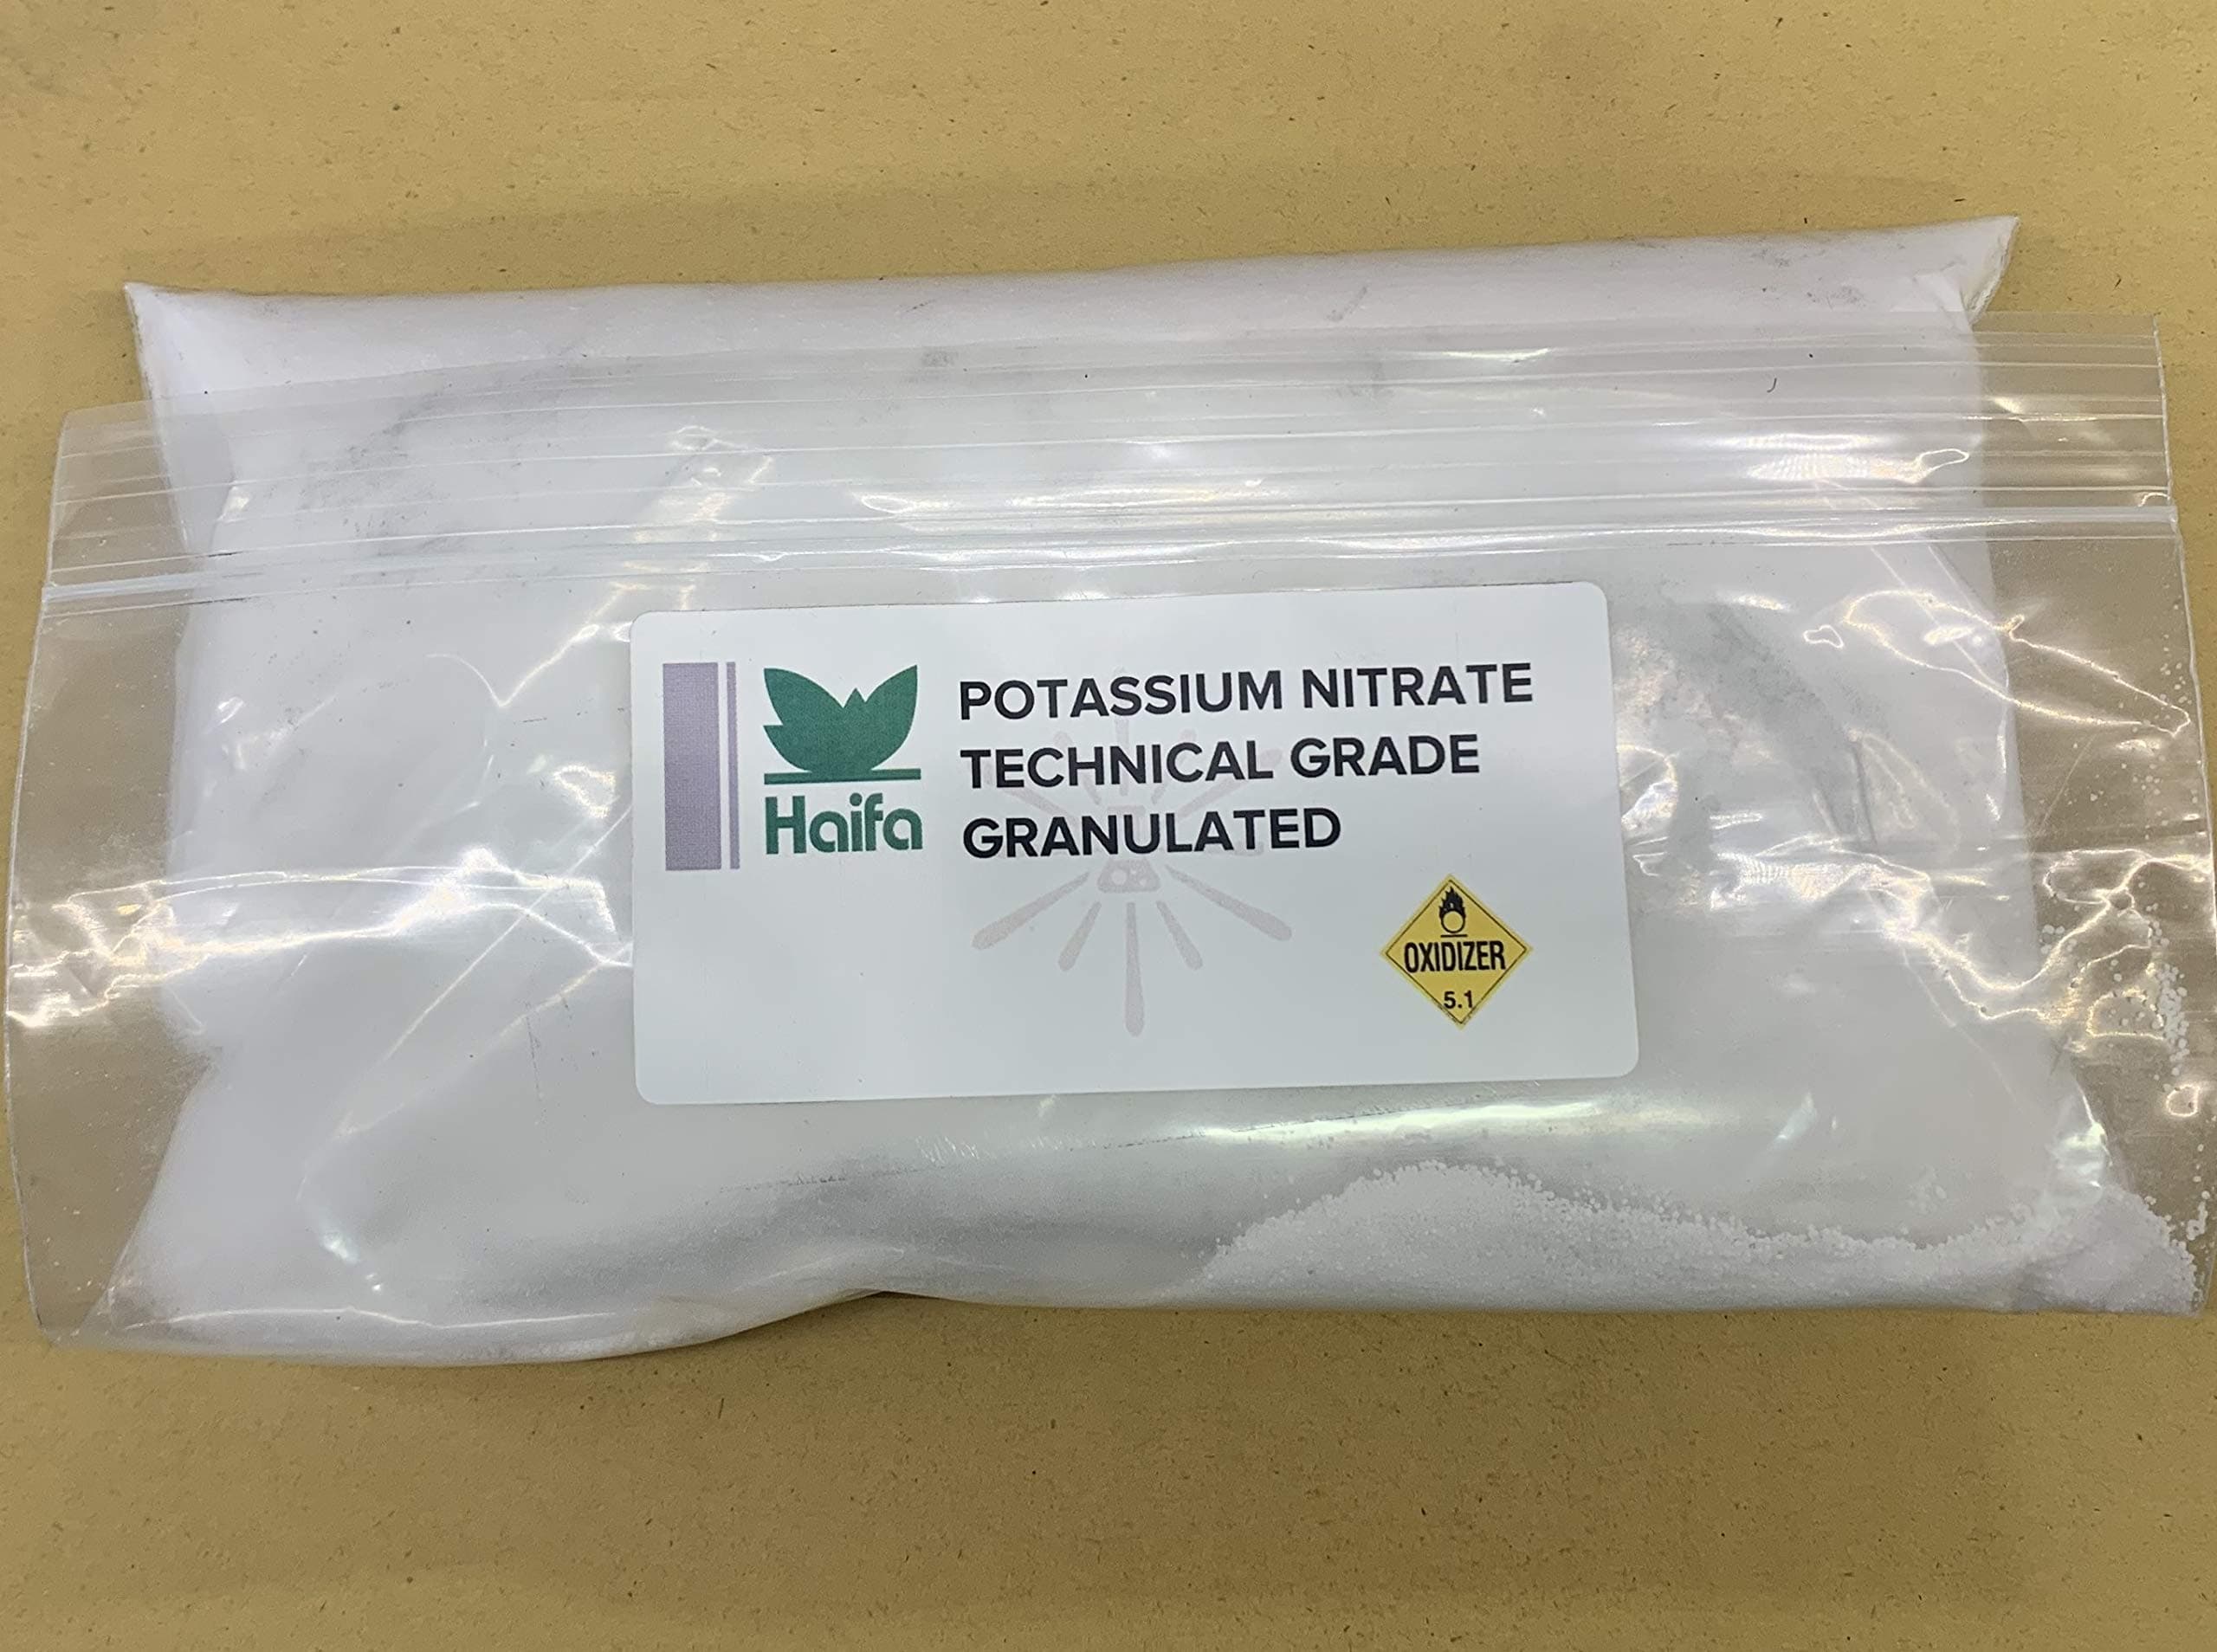 Haifa
POTASSIUM NITRATE
TECHNICAL GRADE
GRANULATED
OXIDIZER
5.1